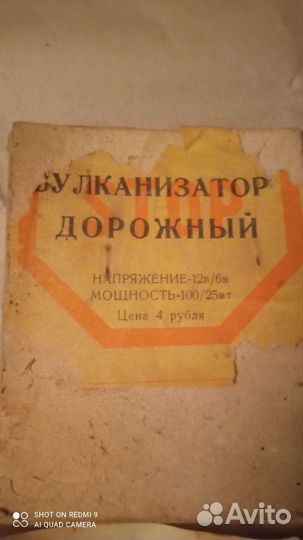 ВУЛКАНИЗАТОР
STOP
ДОРОЖНЫЙ
НАПРЯЖЕНИЕ-12в/6в
МОЩНОСТЬ-100/25вт
Цена 4 рубля
SHOT ON REDMI 9
AI QUAD CAMERA
Avito